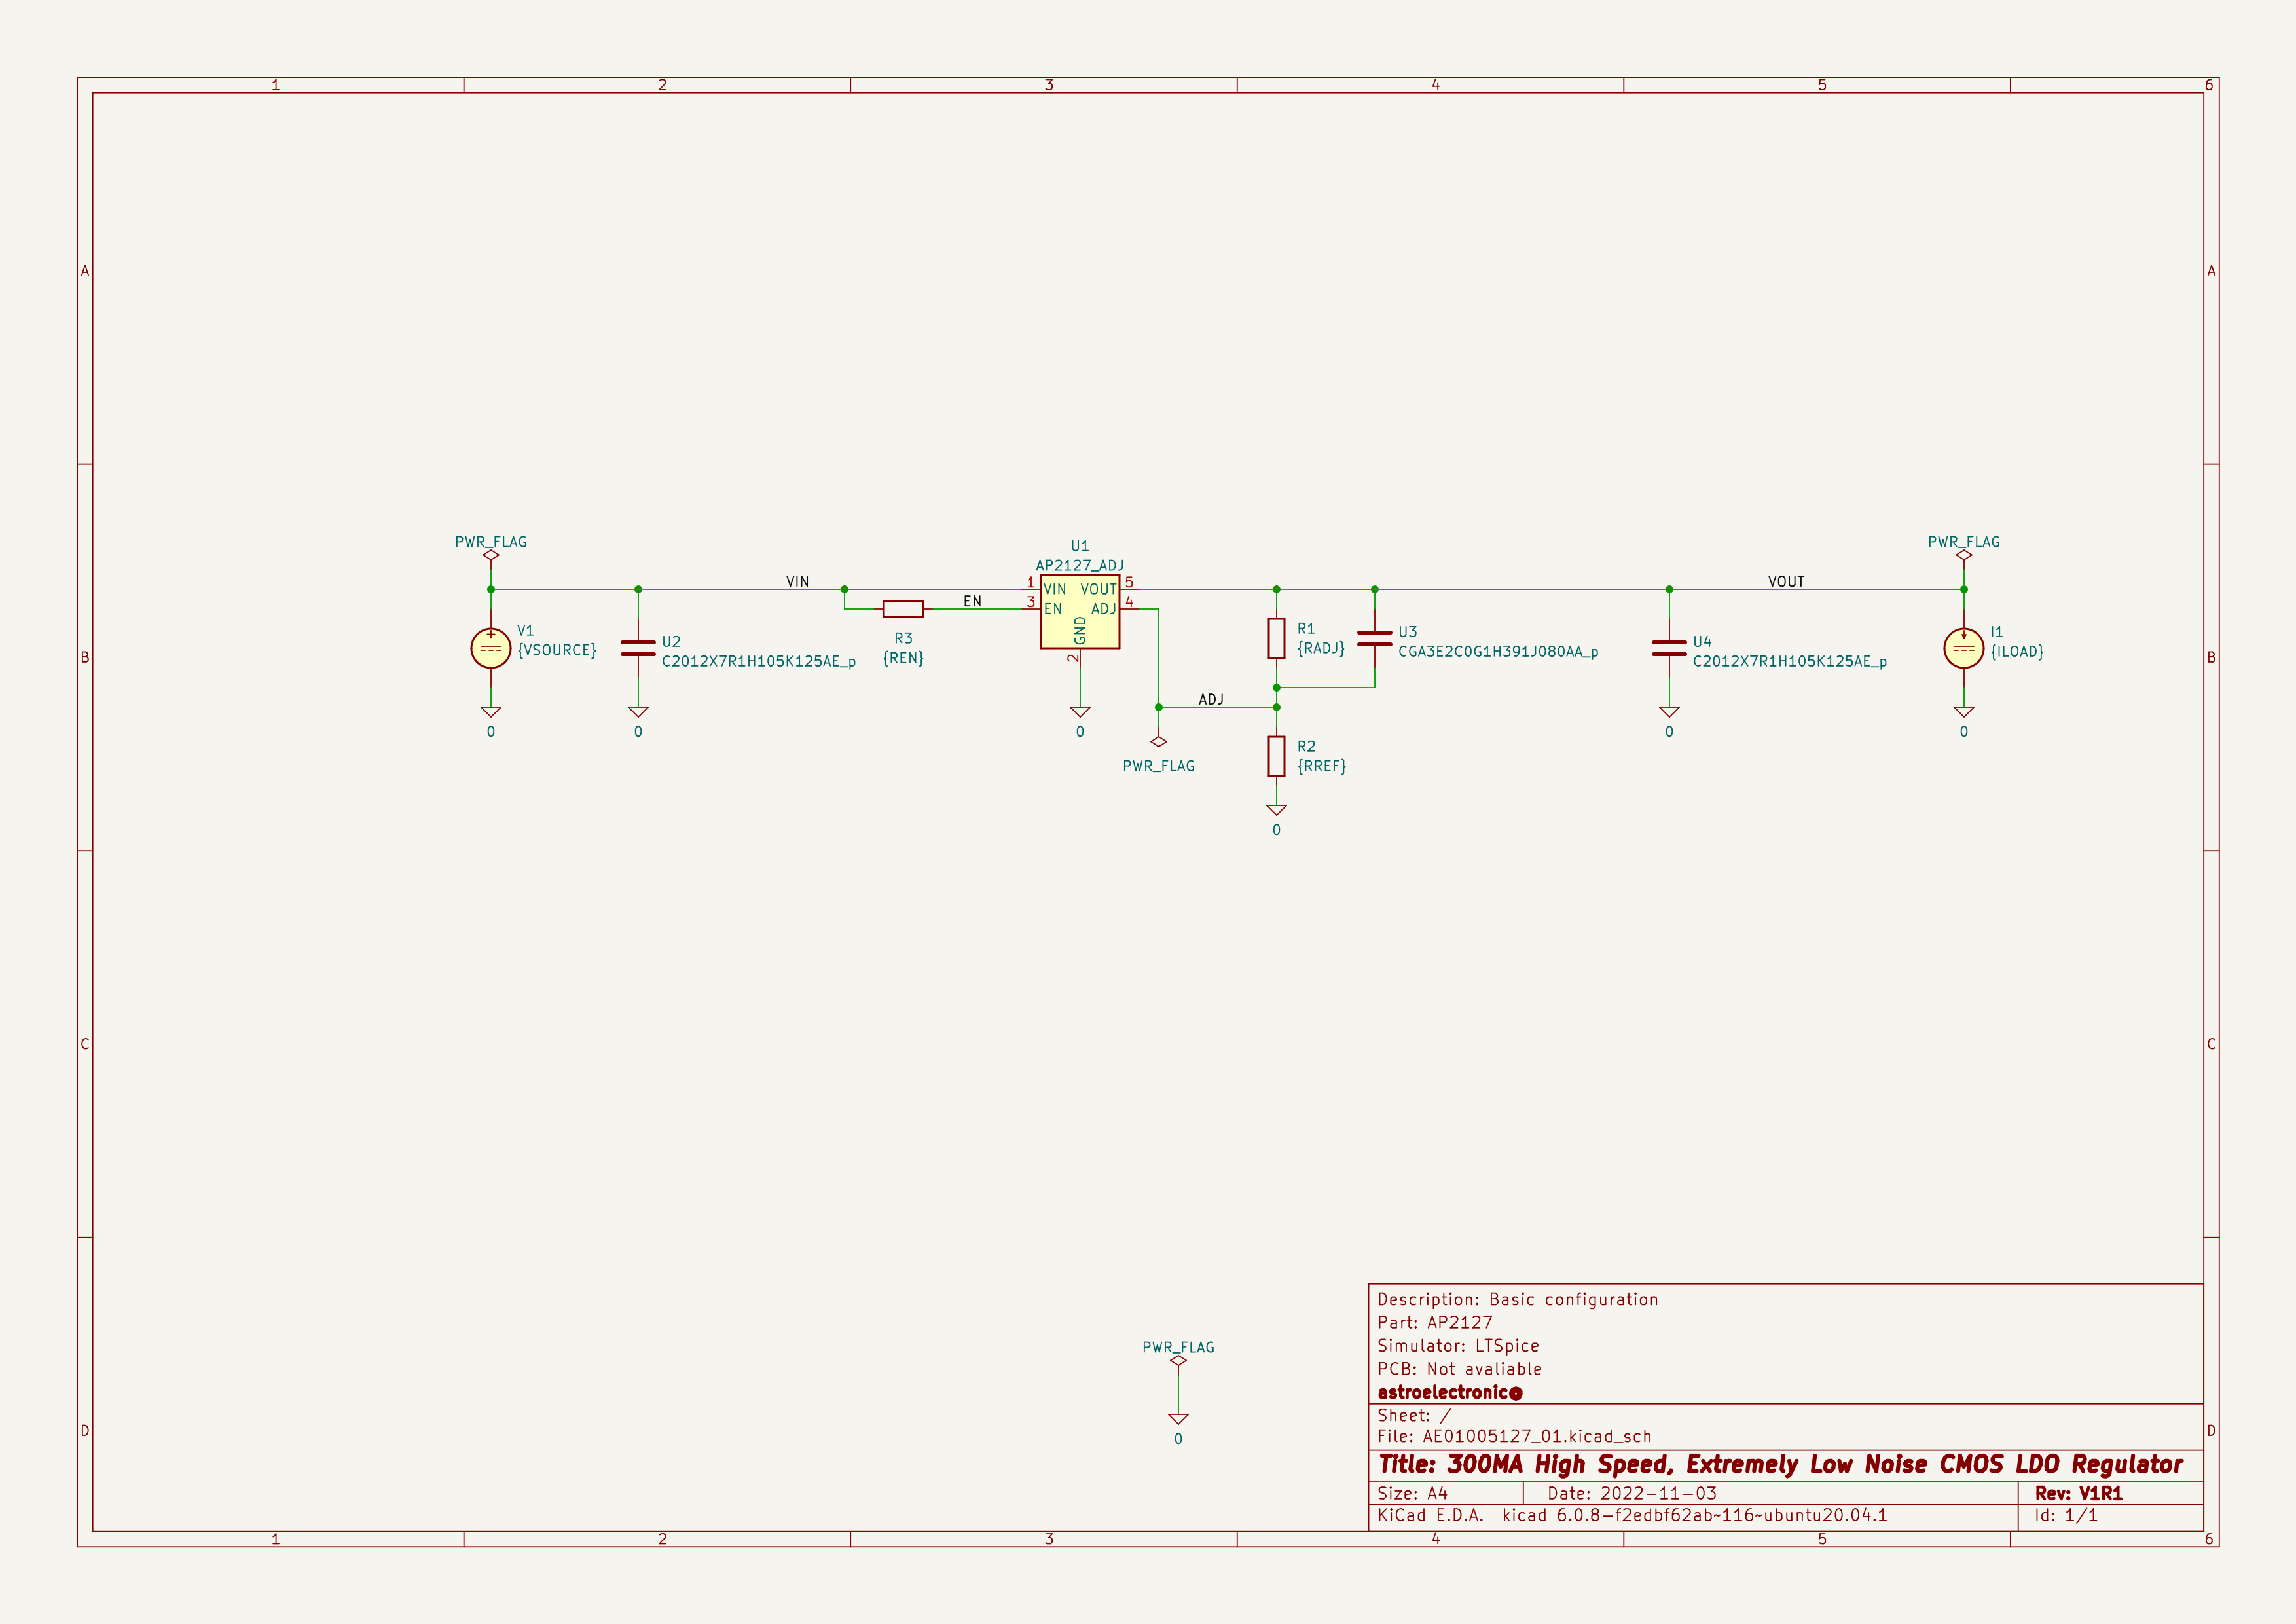 1 2 3 4 5 6
A A
PWR_FLAG
U1
PWR_FLAG
AP2127_ADJ
VIN
1 VIN VOUT 5
VOUT
EN
3 EN ADJ 4
GND
2
V1
{VSOURCE}
U2
C2012X7R1H105K125AE_p
R3
{REN}
R1
{RADJ}
U3
CGA3E2C0G1H391J080AA_p
U4
C2012X7R1H105K125AE_p
I1
{ILOAD}
B B
ADJ
0 0 0 0 0
PWR_FLAG
R2
{RREF}
0
C C
PWR_FLAG
0
D D
Description: Basic configuration
Part: AP2127
Simulator: LTSpice
PCB: Not avaliable
astroelectronic@
Sheet: /
File: AE01005127_01.kicad_sch
Title: 300MA High Speed, Extremely Low Noise CMOS LDO Regulator
Size: A4 Date: 2022-11-03 Rev: V1R1
KiCad E.D.A. kicad 6.0.8-f2edbf62ab~116~ubuntu20.04.1 Id: 1/1
1 2 3 4 5 6